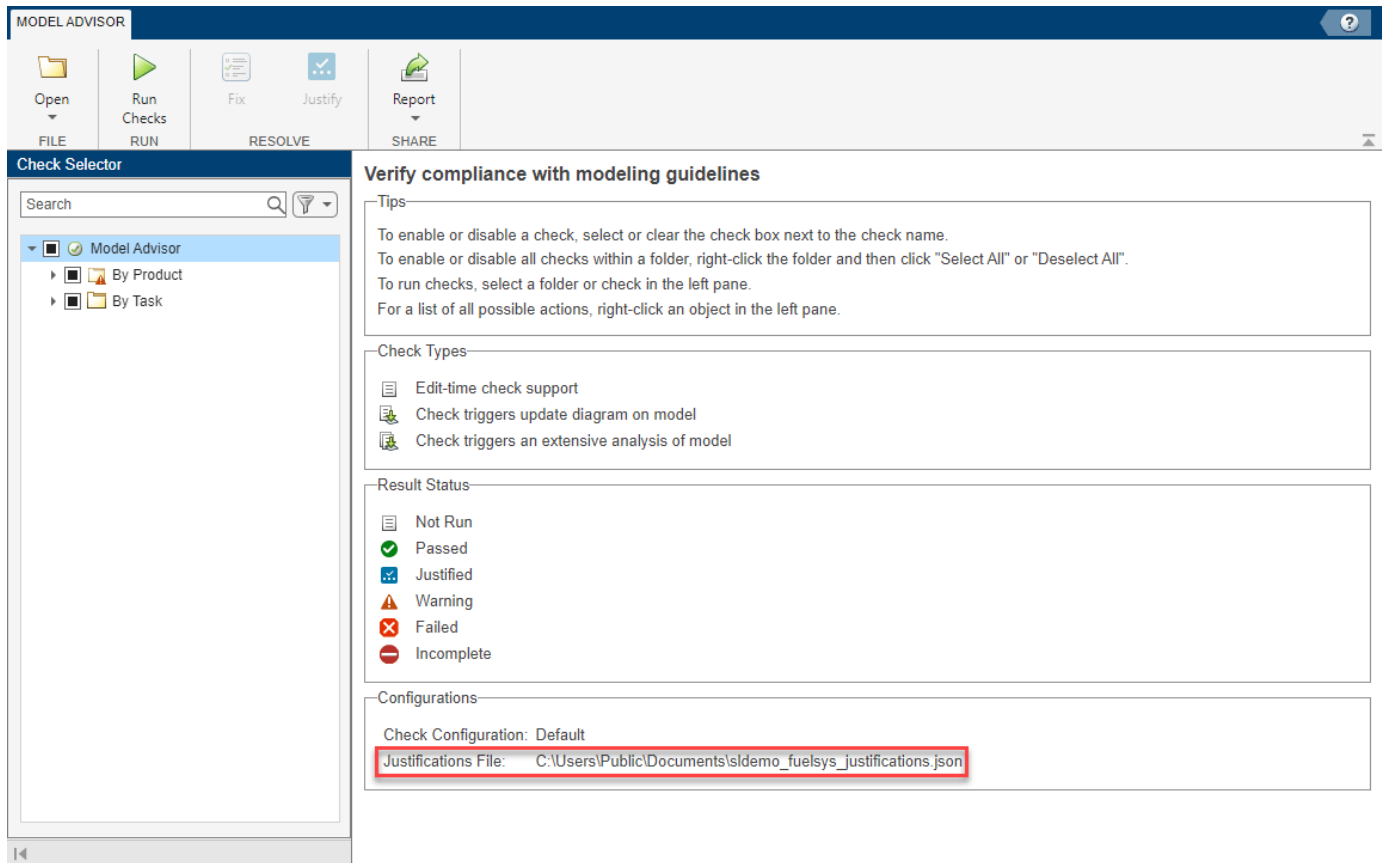 MODEL ADVISOR
?
Open
Run Checks
Fix
Justify
Report
FILE
RUN
RESOLVE
SHARE
Check Selector
Search
Model Advisor
By Product
By Task
Verify compliance with modeling guidelines
Tips
To enable or disable a check, select or clear the check box next to the check name.
To enable or disable all checks within a folder, right-click the folder and then click "Select All" or "Deselect All".
To run checks, select a folder or check in the left pane.
For a list of all possible actions, right-click an object in the left pane.
Check Types
Edit-time check support
Check triggers update diagram on model
Check triggers an extensive analysis of model
Result Status
Not Run
Passed
Justified
Warning
Failed
Incomplete
Configurations
Check Configuration: Default
Justifications File: C:\Users\Public\Documents\sldemo_fuelsys_justifications.json